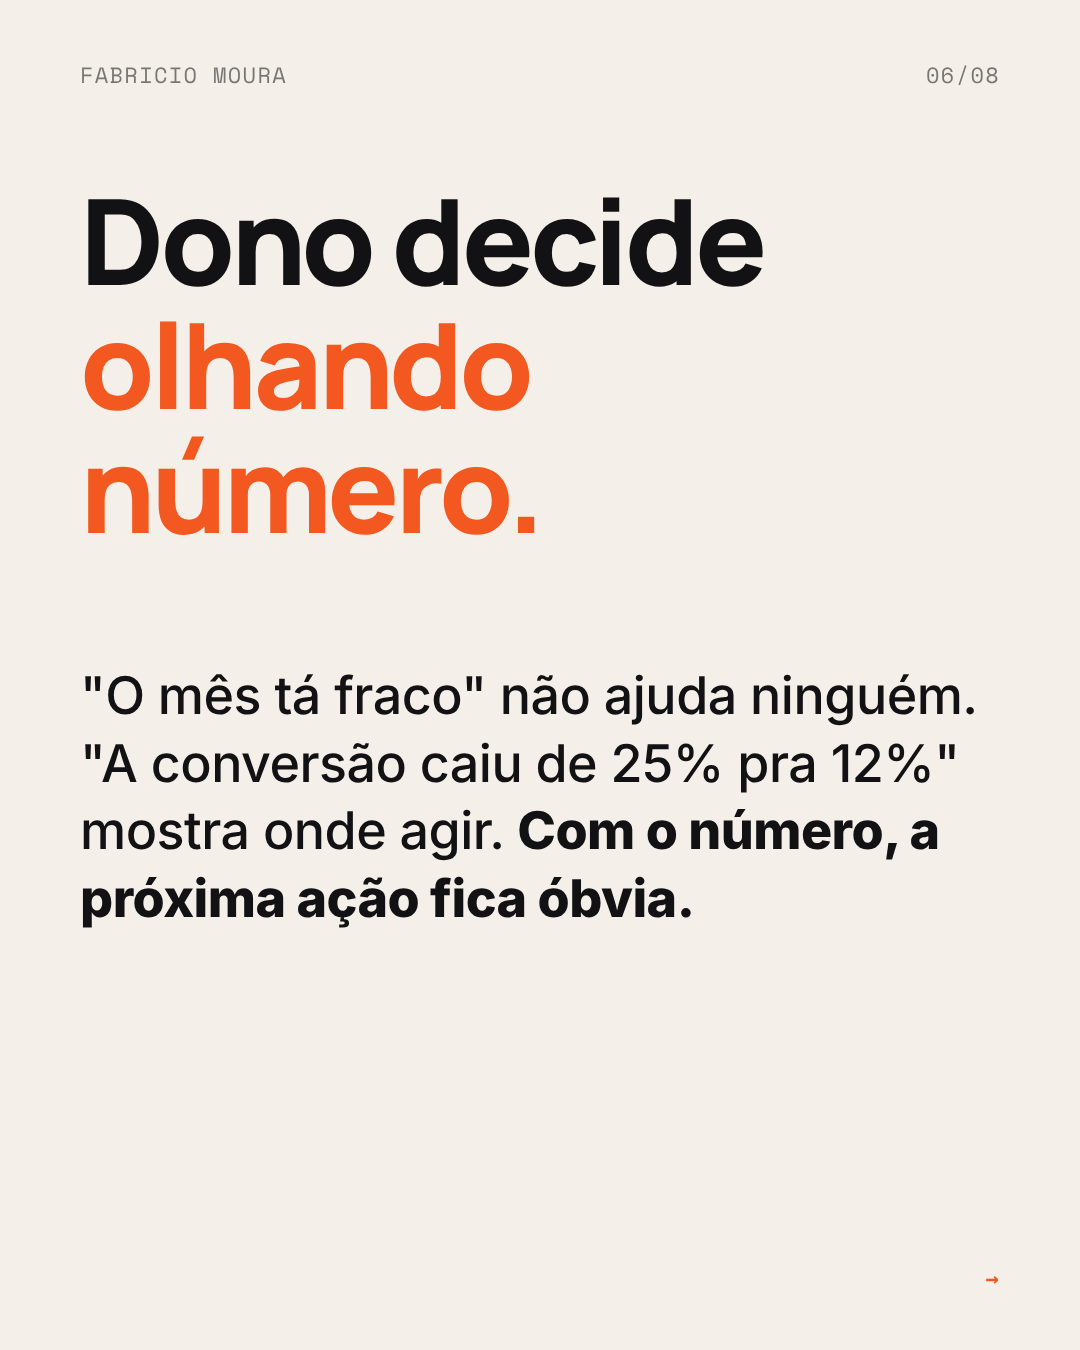 FABRICIO MOURA
06/08
Dono decide
olhando
número.
"O mês tá fraco" não ajuda ninguém.
"A conversão caiu de 25% pra 12%"
mostra onde agir. Com o número, a
próxima ação fica óbvia.
→